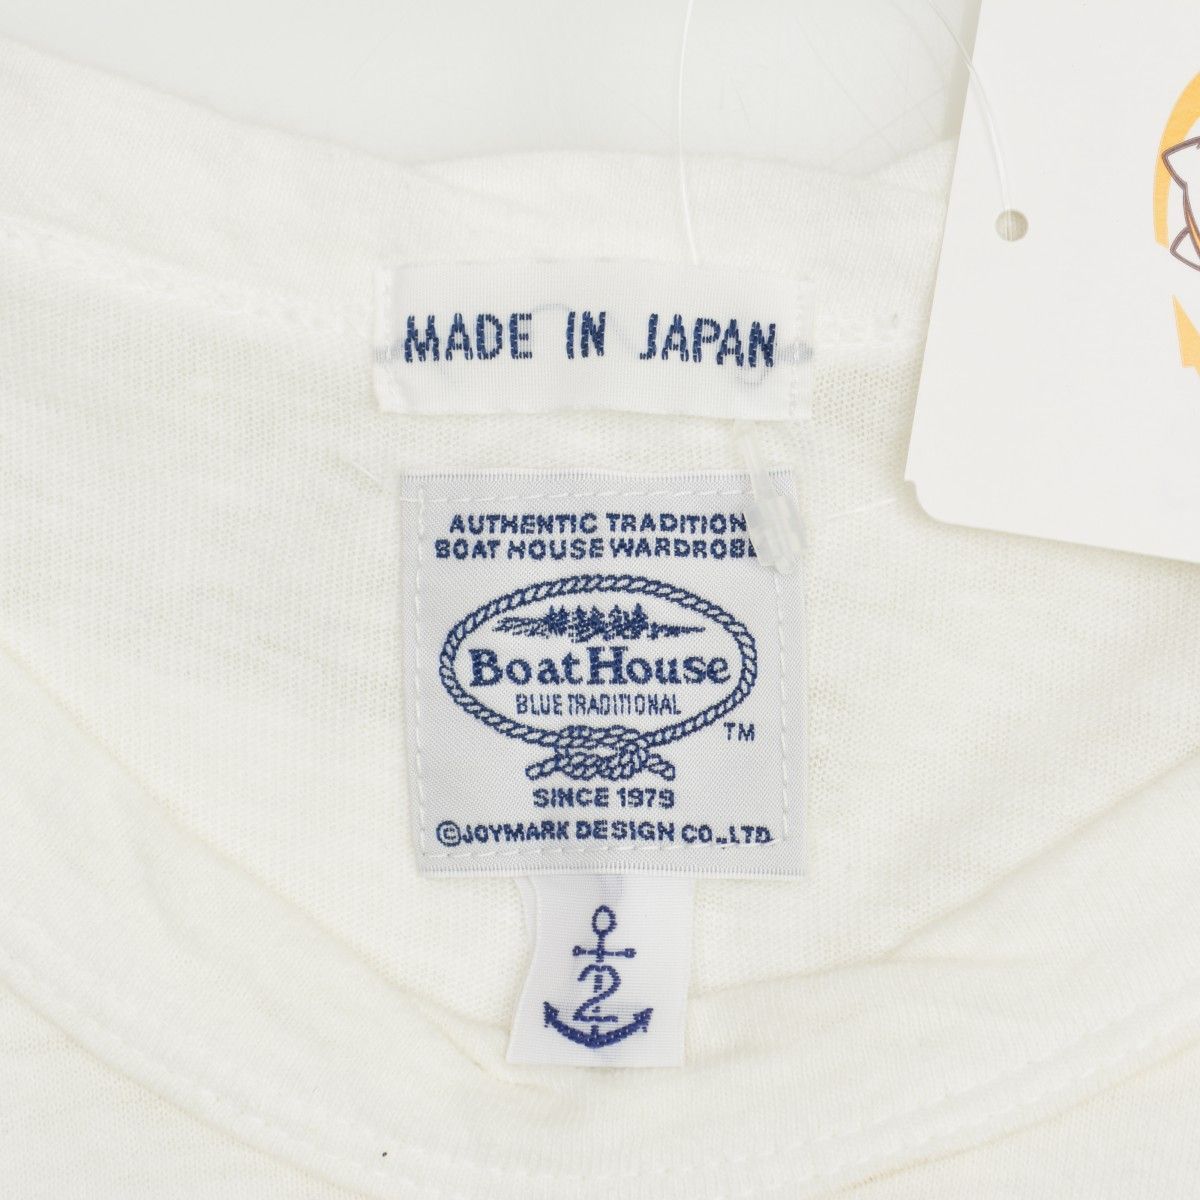 MADE IN JAPAN
AUTHENTIC TRADITION
BOAT HOUSE WARDROBE
BoatHouse
BLUE TRADITIONAL
TM
SINCE 1979
©JOYMARK DESIGN CO.,LTD
2